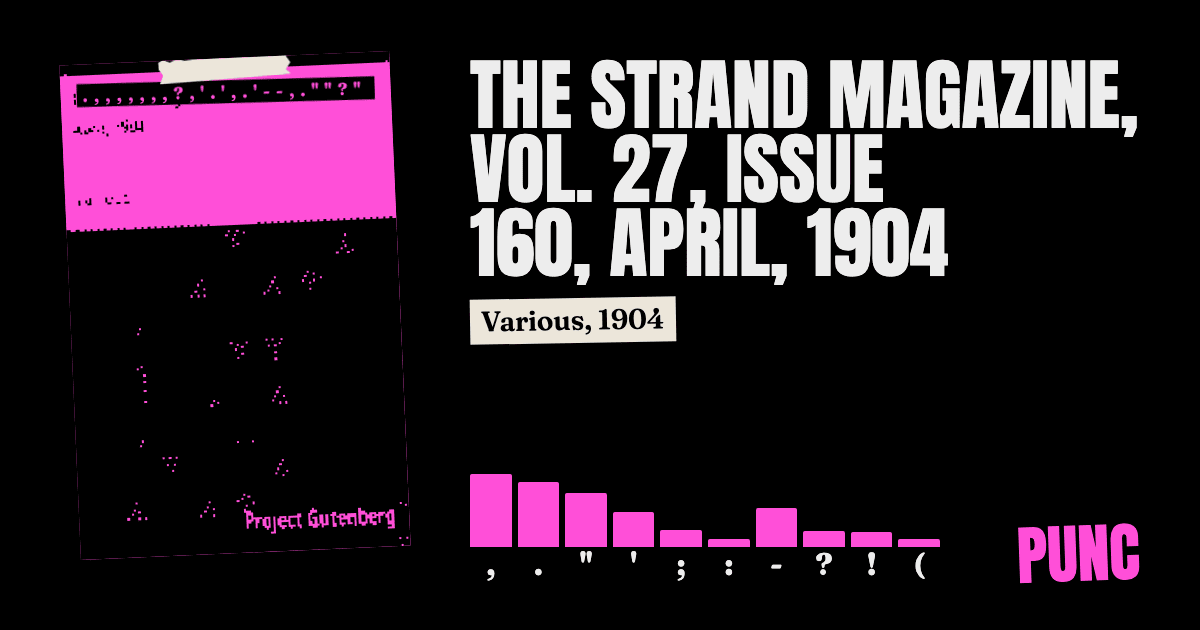 .,,,,,,,?,'.',.'--,.""?"
THE STRAND MAGAZINE,
VOL. 27, ISSUE
160, APRIL, 1904
Various, 1904
Project Gutenberg
, . " ' ; : - ? ! (
PUNC